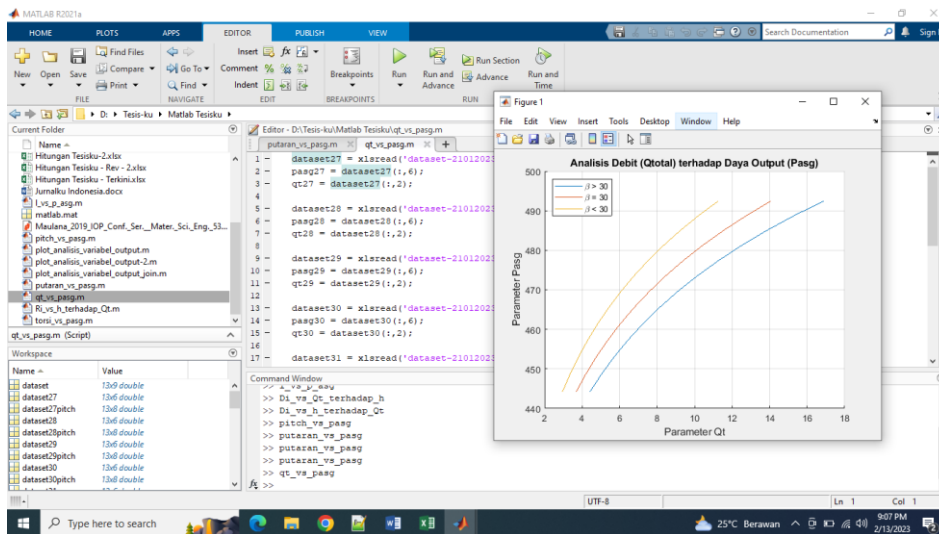 MATLAB R2021a
HOME PLOTS APPS EDITOR PUBLISH VIEW
Search Documentation
Sign
New Open Save
Find Files
Compare
Print
Go To
Find
Insert fx
Comment %
Indent
Breakpoints
Run
Run and Advance
Run Section
Advance
Run and Time
FILE NAVIGATE EDIT BREAKPOINTS RUN
D: Tesis-ku Matlab Tesisku
Current Folder
Name
Hitungan Tesisku-2.xlsx
Hitungan Tesisku - Rev - 2.xlsx
Hitungan Tesisku - Terkini.xlsx
Jurnalku Indonesia.docx
I_vs_p_asg.m
matlab.mat
Maulana_2019_IOP_Conf._Ser.__Mater._Sci._Eng._53...
pitch_vs_pasg.m
plot_analisis_variabel_output.m
plot_analisis_variabel_output-2.m
plot_analisis_variabel_output_join.m
putaran_vs_pasg.m
qt_vs_pasg.m
Ri_vs_h_terhadap_Qt.m
torsi_vs_pasg.m
qt_vs_pasg.m (Script)
Workspace
Name Value
dataset 13x9 double
dataset27 13x6 double
dataset27pitch 13x8 double
dataset28 13x6 double
dataset28pitch 13x8 double
dataset29 13x6 double
dataset29pitch 13x8 double
dataset30 13x6 double
dataset30pitch 13x8 double
Editor - D:\Tesis-ku\Matlab Tesisku\qt_vs_pasg.m
putaran_vs_pasg.m qt_vs_pasg.m +
1 - dataset27 = xlsread('dataset-21012023
2 - pasg27 = dataset27(:,6);
3 - qt27 = dataset27(:,2);
4
5 - dataset28 = xlsread('dataset-21012023
6 - pasg28 = dataset28(:,6);
7 - qt28 = dataset28(:,2);
8
9 - dataset29 = xlsread('dataset-21012023
10 - pasg29 = dataset29(:,6);
11 - qt29 = dataset29(:,2);
12
13 - dataset30 = xlsread('dataset-21012023
14 - pasg30 = dataset30(:,6);
15 - qt30 = dataset30(:,2);
16
17 - dataset31 = xlsread('dataset-21012023
Command Window
>> Di_vs_Qt_terhadap_h
>> Di_vs_h_terhadap_Qt
>> pitch_vs_pasg
>> putaran_vs_pasg
>> putaran_vs_pasg
>> putaran_vs_pasg
>> qt_vs_pasg
fx >>
Figure 1
File Edit View Insert Tools Desktop Window Help
Analisis Debit (Qtotal) terhadap Daya Output (Pasg)
β > 30
β = 30
β < 30
500
490
480
470
460
450
440
Parameter Pasg
2 4 6 8 10 12 14 16 18
Parameter Qt
UTF-8 Ln 1 Col 1
Type here to search
25°C Berawan
9:07 PM
2/13/2023
2